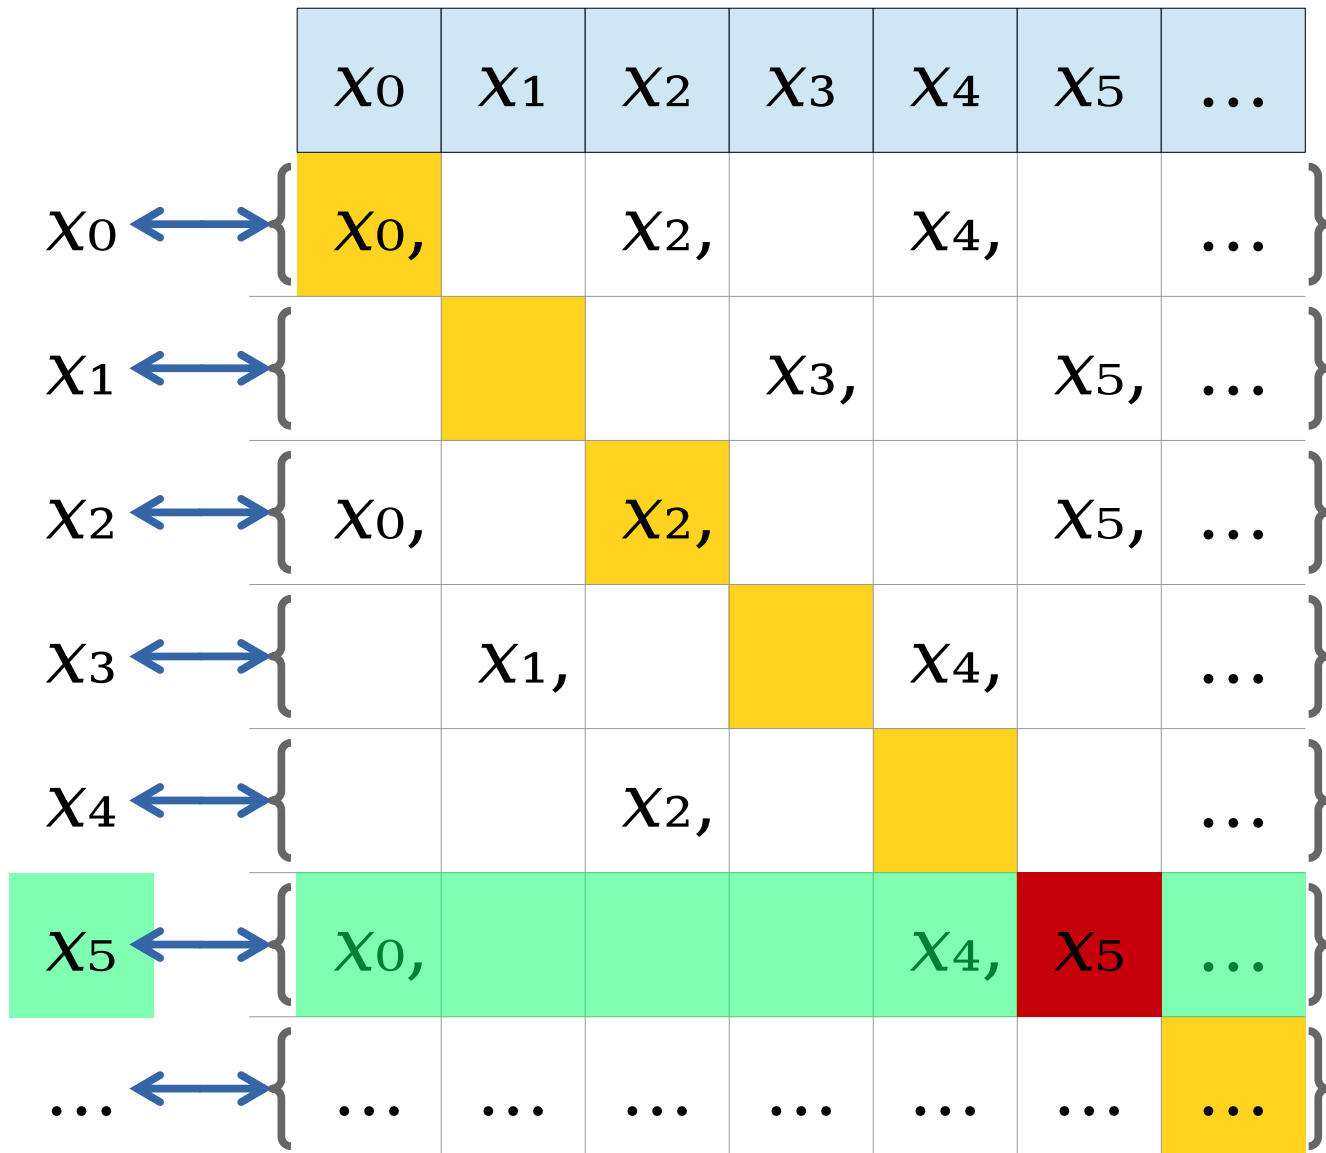 x₀ x₁ x₂ x₃ x₄ x₅ ...
x₀ { x₀, x₂, x₄, ... }
x₁ { x₃, x₅, ... }
x₂ { x₀, x₂, x₅, ... }
x₃ { x₁, x₄, ... }
x₄ { x₂, ... }
x₅ { x₀, x₄, x₅ ... }
... { ... ... ... ... ... ... ... }